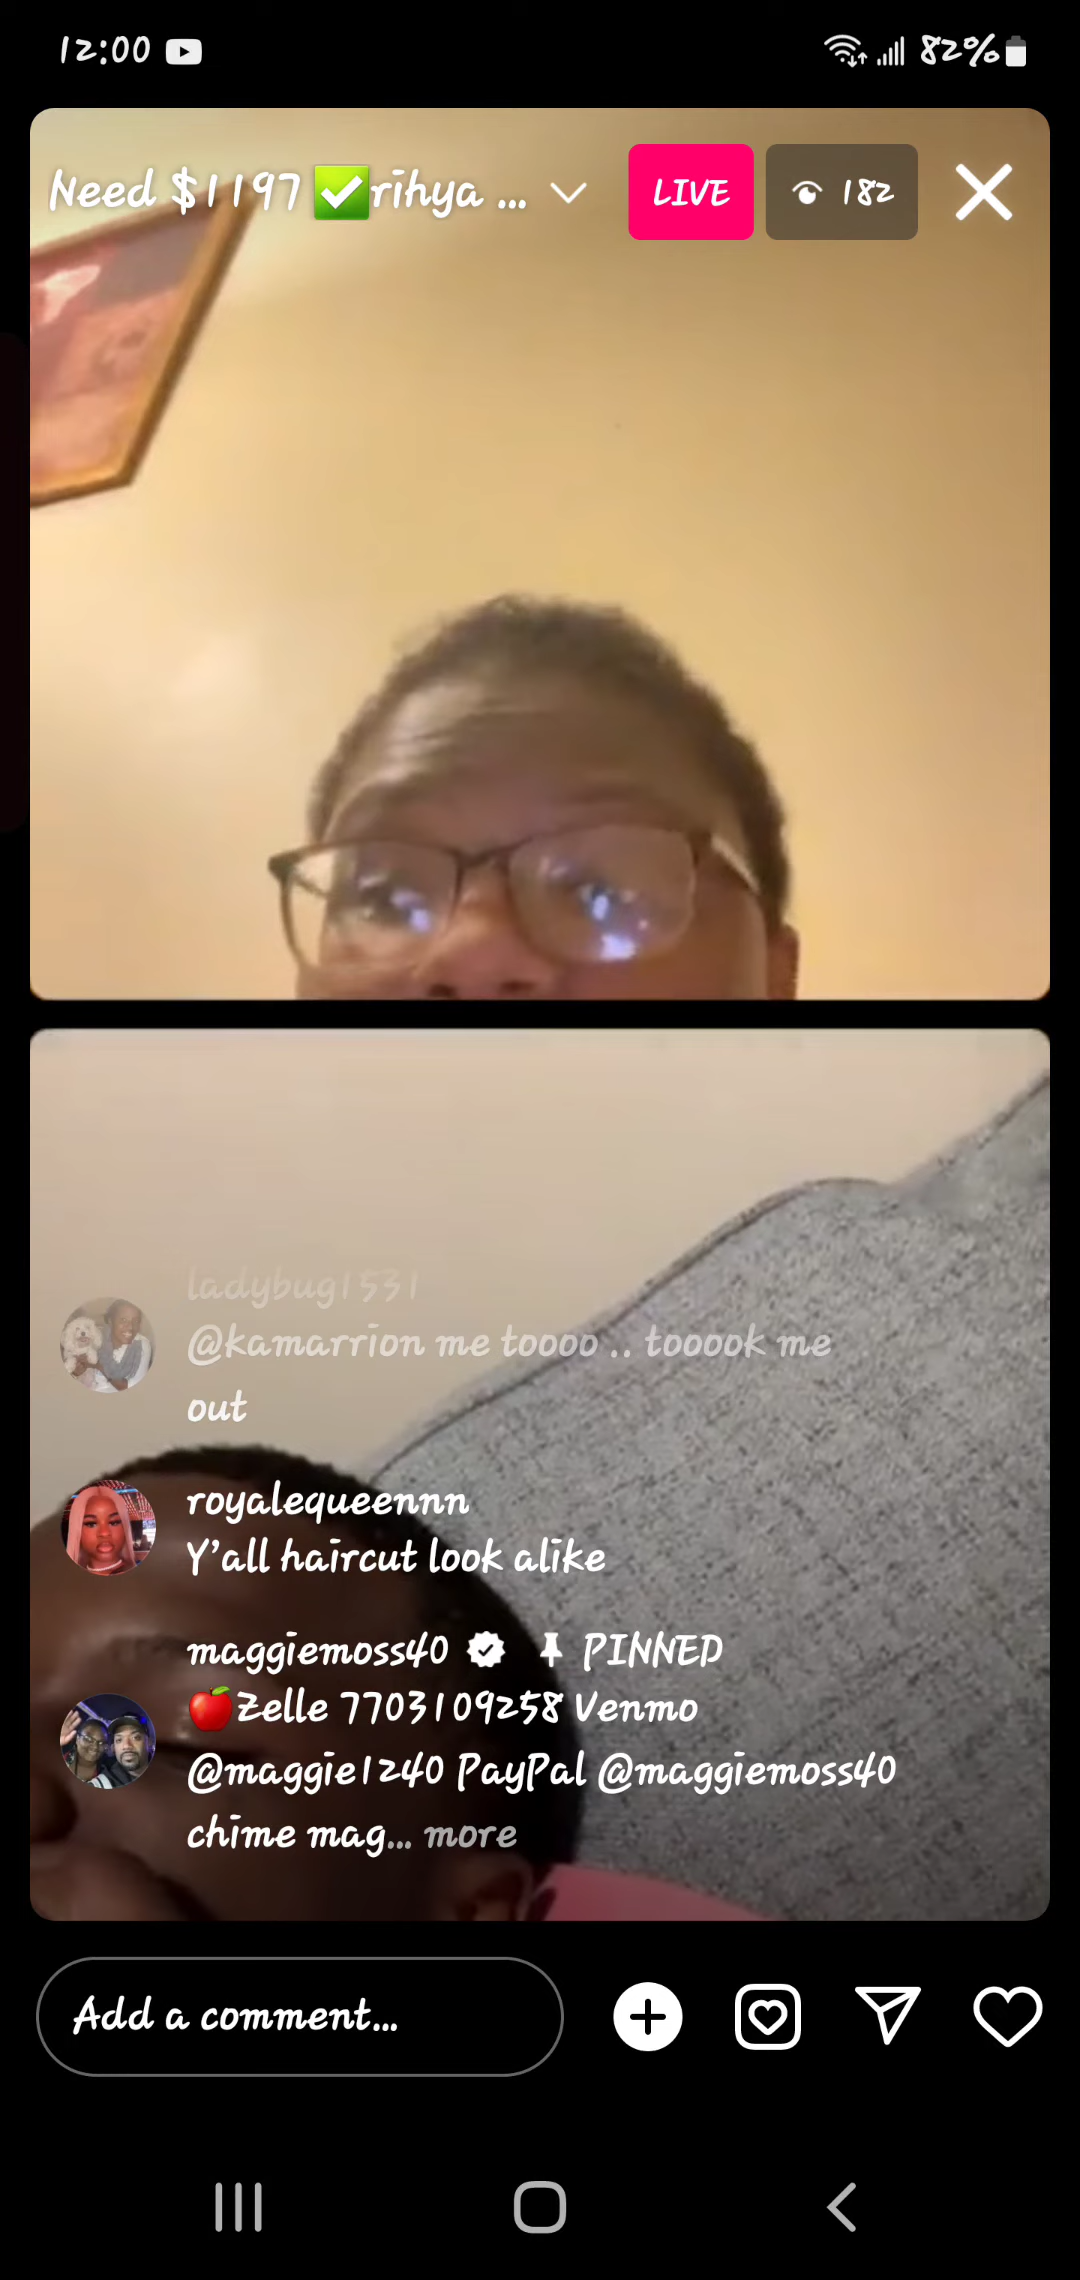 12:00
82%
Need $1197 ✅rihya ...
LIVE
182
ladybug1531
@kamarrion me toooo .. tooook me
out
royalequeennn
Y'all haircut look alike
maggiemoss40 PINNED
🍎Zelle 7703109258 Venmo
@maggie1240 PayPal @maggiemoss40
chime mag... more
Add a comment...